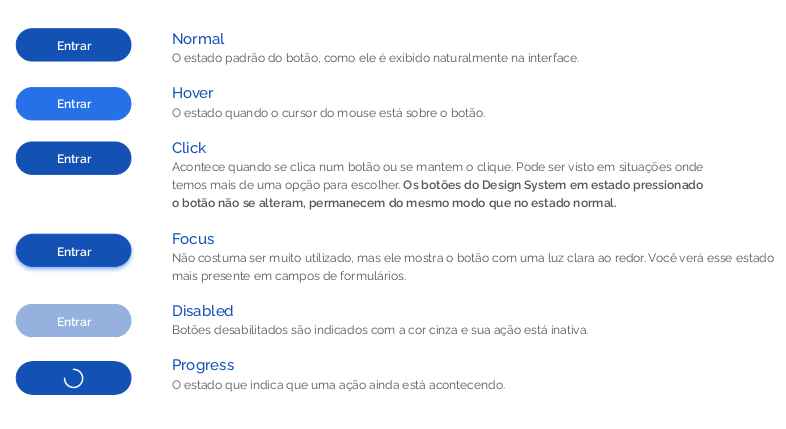 Entrar
Normal
O estado padrão do botão, como ele é exibido naturalmente na interface.
Entrar
Hover
O estado quando o cursor do mouse está sobre o botão.
Entrar
Click
Acontece quando se clica num botão ou se mantem o clique. Pode ser visto em situações onde
temos mais de uma opção para escolher. Os botões do Design System em estado pressionado
o botão não se alteram, permanecem do mesmo modo que no estado normal.
Entrar
Focus
Não costuma ser muito utilizado, mas ele mostra o botão com uma luz clara ao redor. Você verá esse estado
mais presente em campos de formulários.
Entrar
Disabled
Botões desabilitados são indicados com a cor cinza e sua ação está inativa.
Progress
O estado que indica que uma ação ainda está acontecendo.